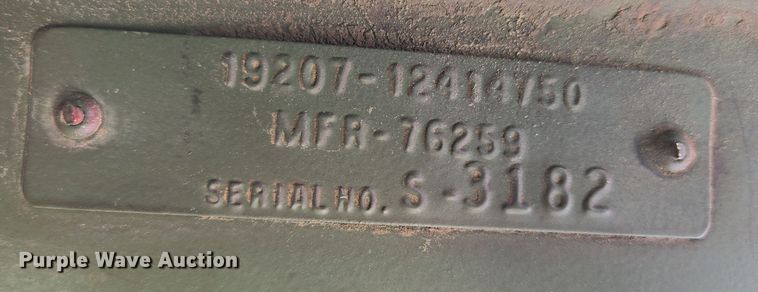 19207-12414750
MFR-76259
SERIAL NO. S-3182
Purple Wave Auction